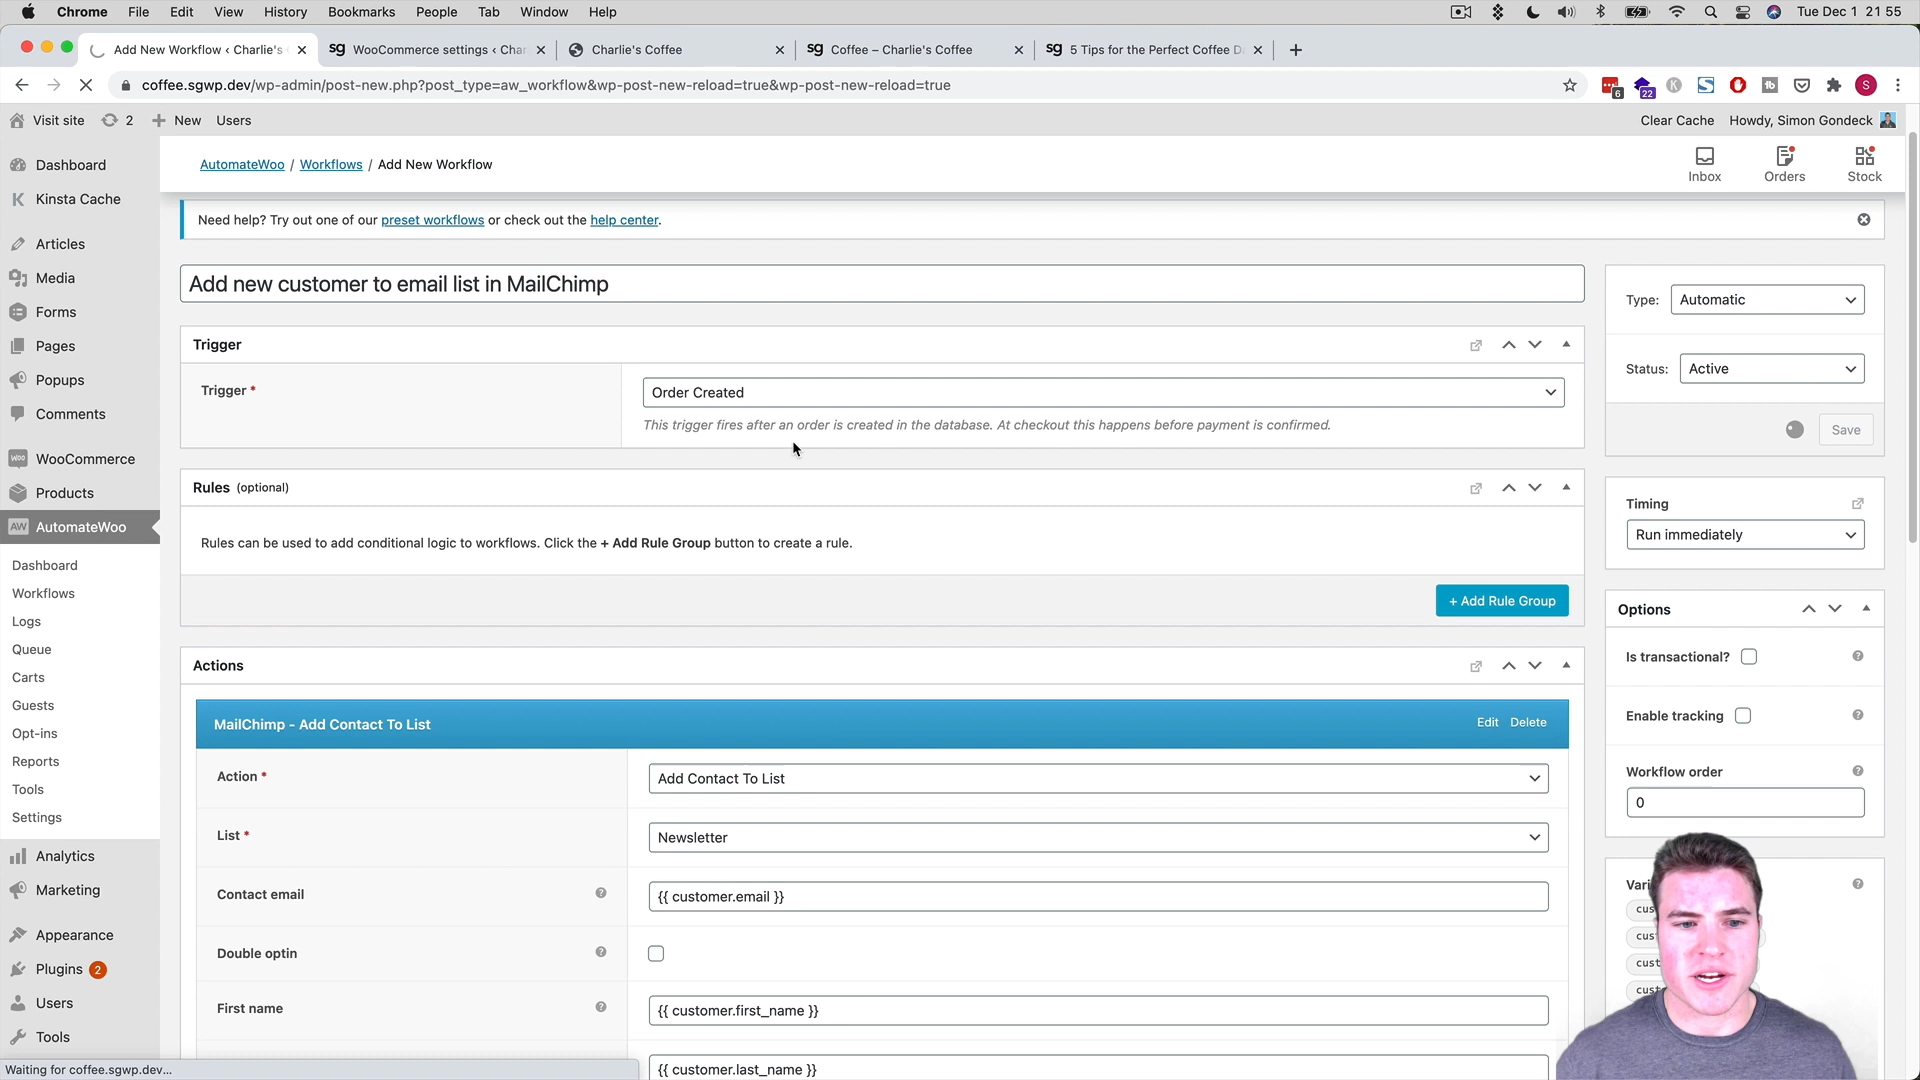 Chrome File Edit View History Bookmarks People Tab Window Help Tue Dec 1 21 55
Add New Workflow ‹ Charlie's WooCommerce settings ‹ Char Charlie's Coffee Coffee – Charlie's Coffee 5 Tips for the Perfect Coffee D
coffee.sgwp.dev/wp-admin/post-new.php?post_type=aw_workflow&wp-post-new-reload=true&wp-post-new-reload=true
6 22 S
Visit site 2 New Users Clear Cache Howdy, Simon Gondeck
Dashboard
Kinsta Cache
Articles
Media
Forms
Pages
Popups
Comments
WooCommerce
Products
AutomateWoo
Dashboard
Workflows
Logs
Queue
Carts
Guests
Opt-ins
Reports
Tools
Settings
Analytics
Marketing
Appearance
Plugins 2
Users
Tools
Waiting for coffee.sgwp.dev...
AutomateWoo / Workflows / Add New Workflow
Inbox Orders Stock
Need help? Try out one of our preset workflows or check out the help center.
Add new customer to email list in MailChimp
Trigger
Trigger *
Order Created
This trigger fires after an order is created in the database. At checkout this happens before payment is confirmed.
Rules (optional)
Rules can be used to add conditional logic to workflows. Click the + Add Rule Group button to create a rule.
+ Add Rule Group
Actions
MailChimp - Add Contact To List Edit Delete
Action * Add Contact To List
List * Newsletter
Contact email {{ customer.email }}
Double optin
First name {{ customer.first_name }}
{{ customer.last_name }}
Type: Automatic
Status: Active
Save
Timing
Run immediately
Options
Is transactional?
Enable tracking
Workflow order
0